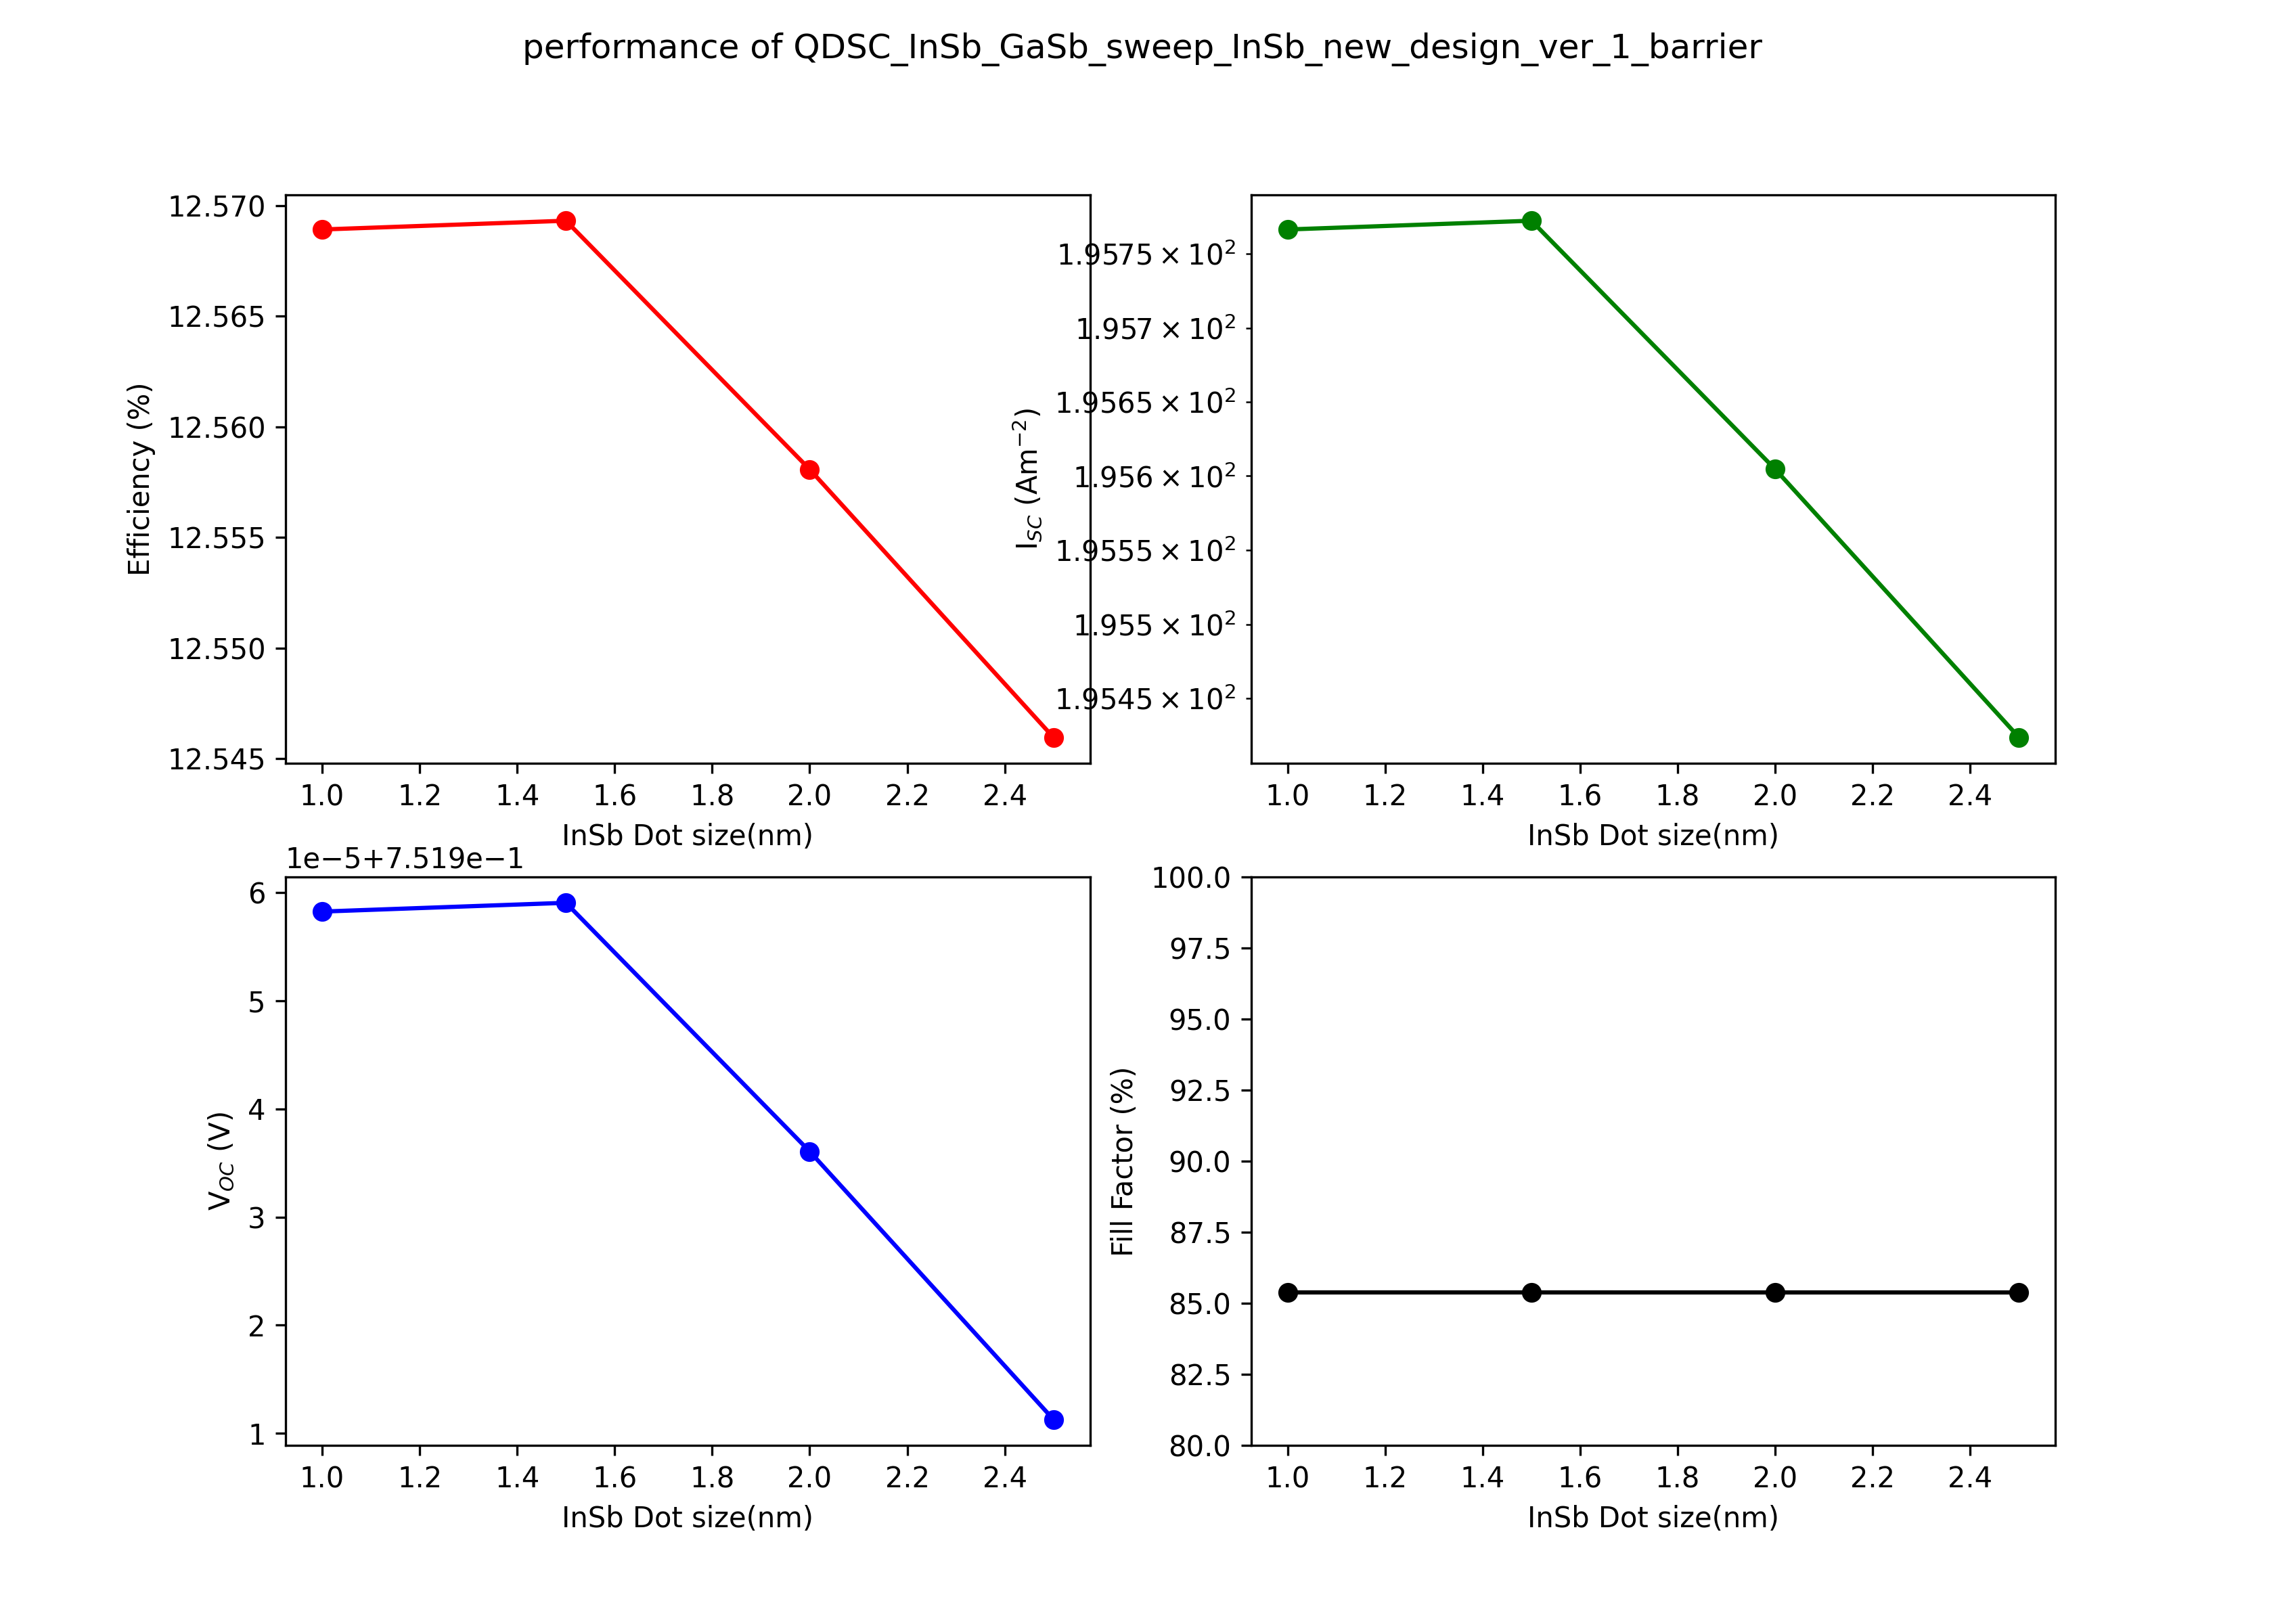 performance of QDSC_InSb_GaSb_sweep_InSb_new_design_ver_1_barrier
12.570
12.565
12.560
12.555
12.550
12.545
Efficiency (%)
1.0 1.2 1.4 1.6 1.8 2.0 2.2 2.4
InSb Dot size(nm)
1.9575 × 10²
1.957 × 10²
1.9565 × 10²
1.956 × 10²
1.9555 × 10²
1.955 × 10²
1.9545 × 10²
I_SC (Am⁻²)
1.0 1.2 1.4 1.6 1.8 2.0 2.2 2.4
InSb Dot size(nm)
1e−5+7.519e−1
6
5
4
3
2
1
V_OC (V)
1.0 1.2 1.4 1.6 1.8 2.0 2.2 2.4
InSb Dot size(nm)
100.0
97.5
95.0
92.5
90.0
87.5
85.0
82.5
80.0
Fill Factor (%)
1.0 1.2 1.4 1.6 1.8 2.0 2.2 2.4
InSb Dot size(nm)